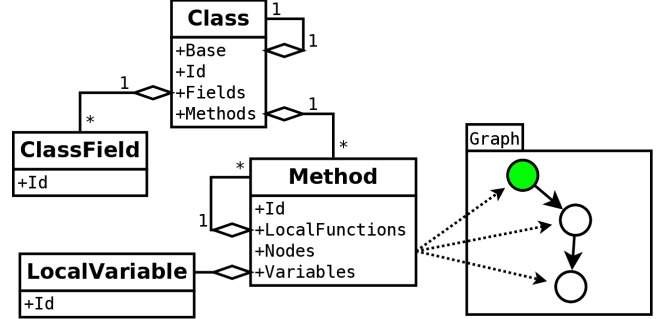 Class
+Base
+Id
+Fields
+Methods
1
1
1
*
1
*
ClassField
+Id
Method
+Id
+LocalFunctions
+Nodes
+Variables
*
1
LocalVariable
+Id
Graph